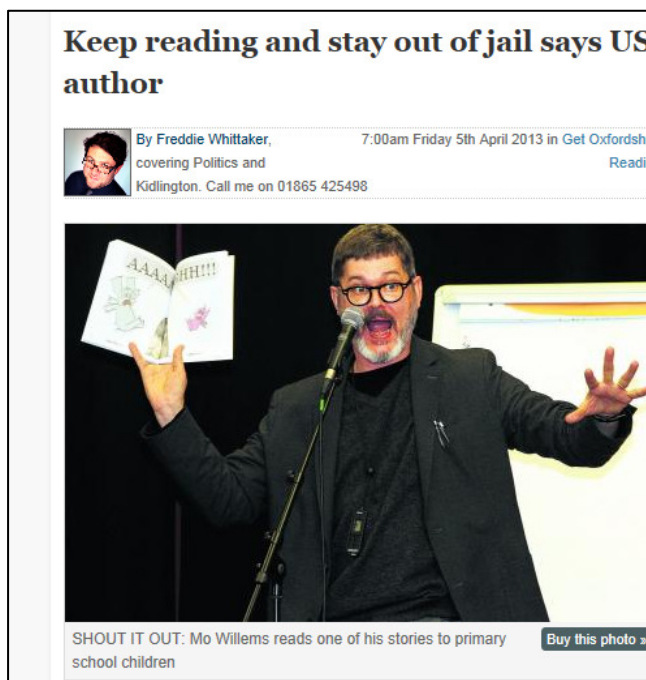 Keep reading and stay out of jail says US
author
By Freddie Whittaker,
covering Politics and
Kidlington. Call me on 01865 425498
7:00am Friday 5th April 2013 in Get Oxfordsh
Readi
AAAA HH!!!
SHOUT IT OUT: Mo Willems reads one of his stories to primary
school children
Buy this photo »